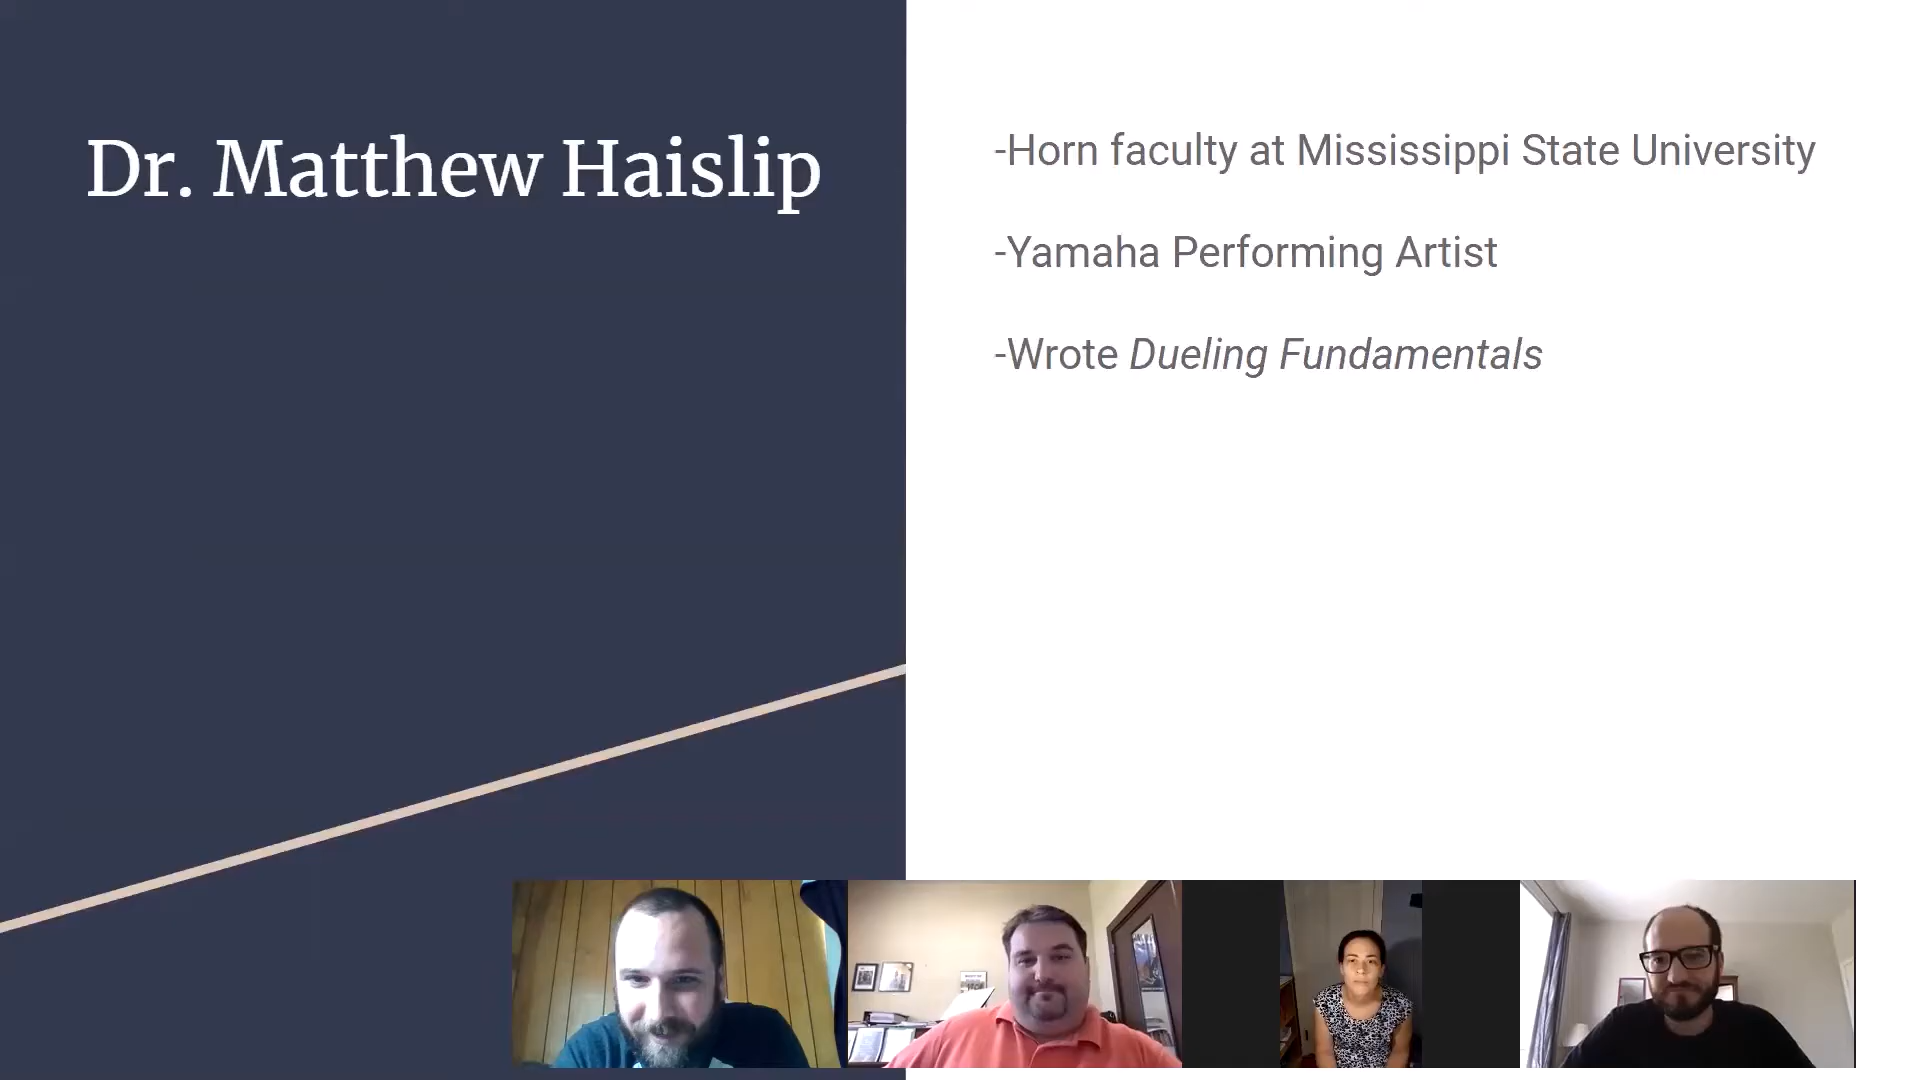 Dr. Matthew Haislip
-Horn faculty at Mississippi State University
-Yamaha Performing Artist
-Wrote Dueling Fundamentals